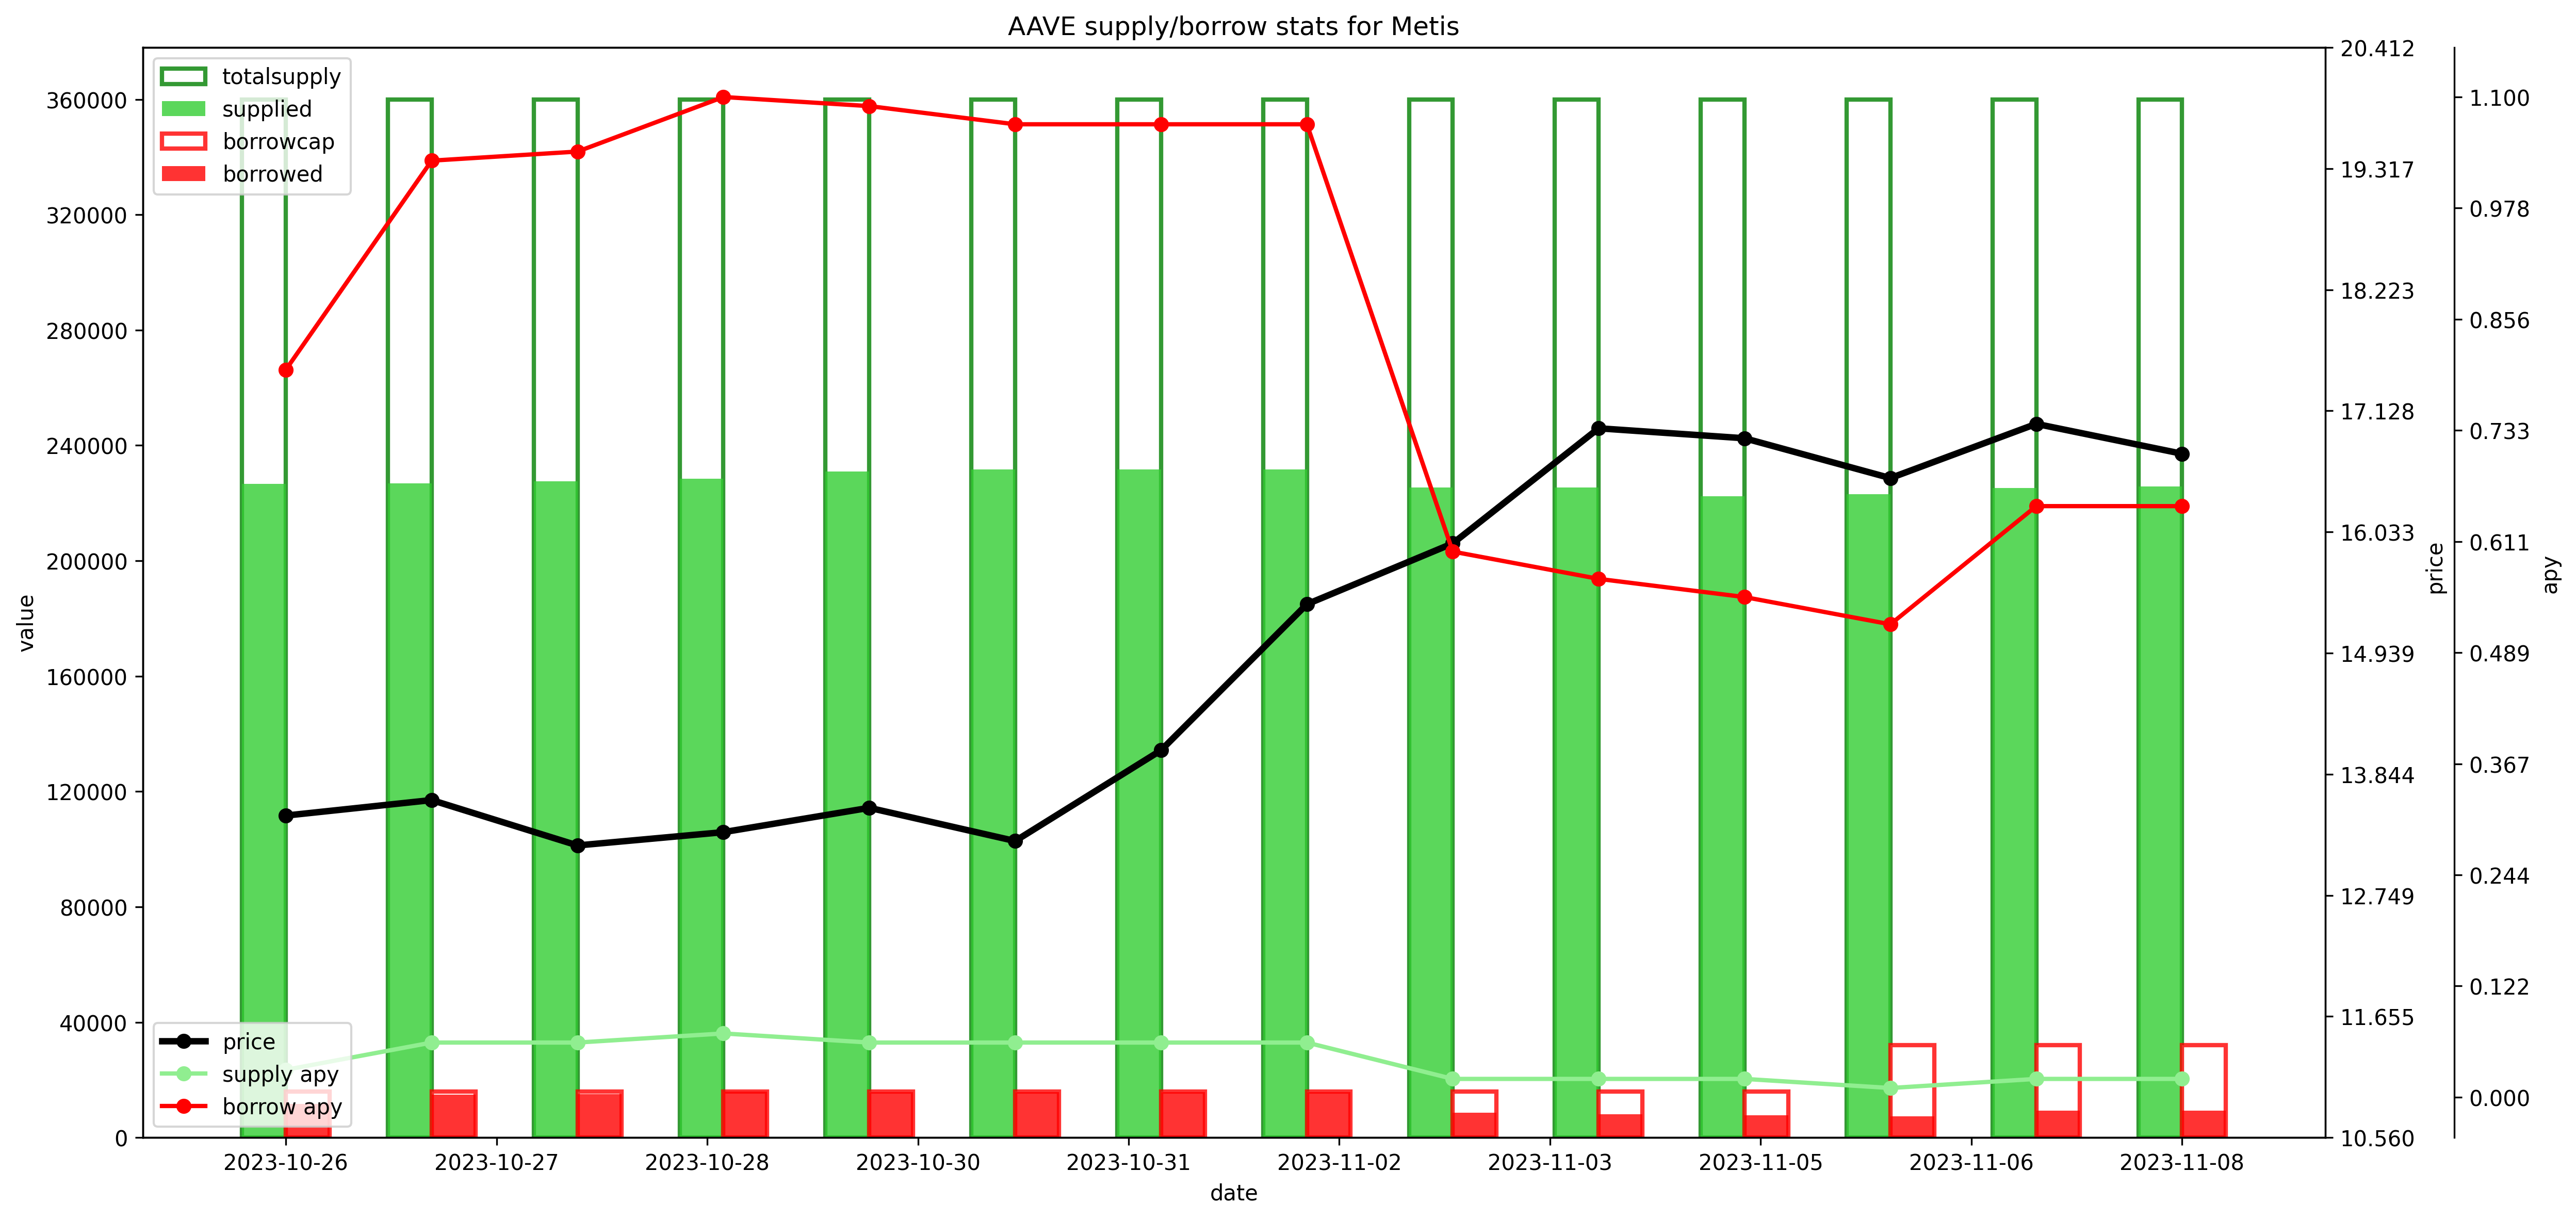 AAVE supply/borrow stats for Metis
totalsupply
supplied
borrowcap
borrowed
price
supply apy
borrow apy
value
360000
320000
280000
240000
200000
160000
120000
80000
40000
0
20.412
19.317
18.223
17.128
16.033
14.939
13.844
12.749
11.655
10.560
price
1.100
0.978
0.856
0.733
0.611
0.489
0.367
0.244
0.122
0.000
apy
2023-10-26 2023-10-27 2023-10-28 2023-10-30 2023-10-31 2023-11-02 2023-11-03 2023-11-05 2023-11-06 2023-11-08
date